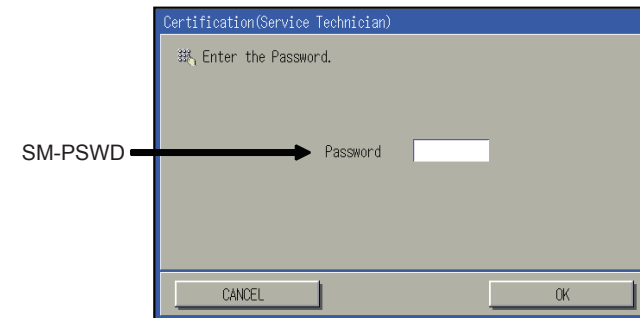 Certification(Service Technician)
Enter the Password.
SM-PSWD
Password
CANCEL
OK